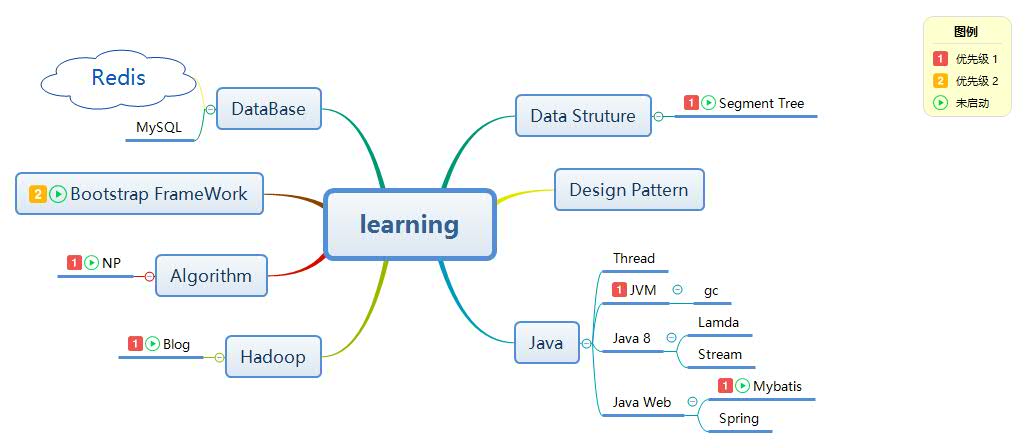 图例
1 优先级 1
2 优先级 2
未启动
Redis
MySQL
DataBase
2 Bootstrap FrameWork
1 NP
Algorithm
1 Blog
Hadoop
learning
Data Struture
1 Segment Tree
Design Pattern
Java
Thread
1 JVM
gc
Java 8
Lamda
Stream
Java Web
1 Mybatis
Spring